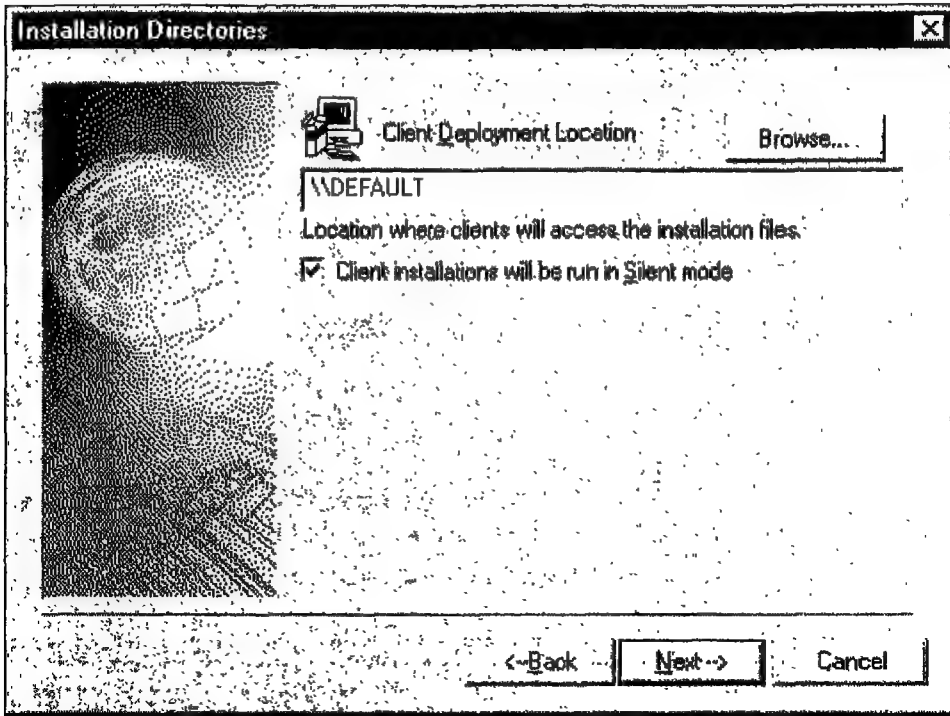 Installation Directories
Client Deployment Location
Browse...
\\DEFAULT
Location where clients will access the installation files.
Client installations will be run in Silent mode
<--Back
Next-->
Cancel